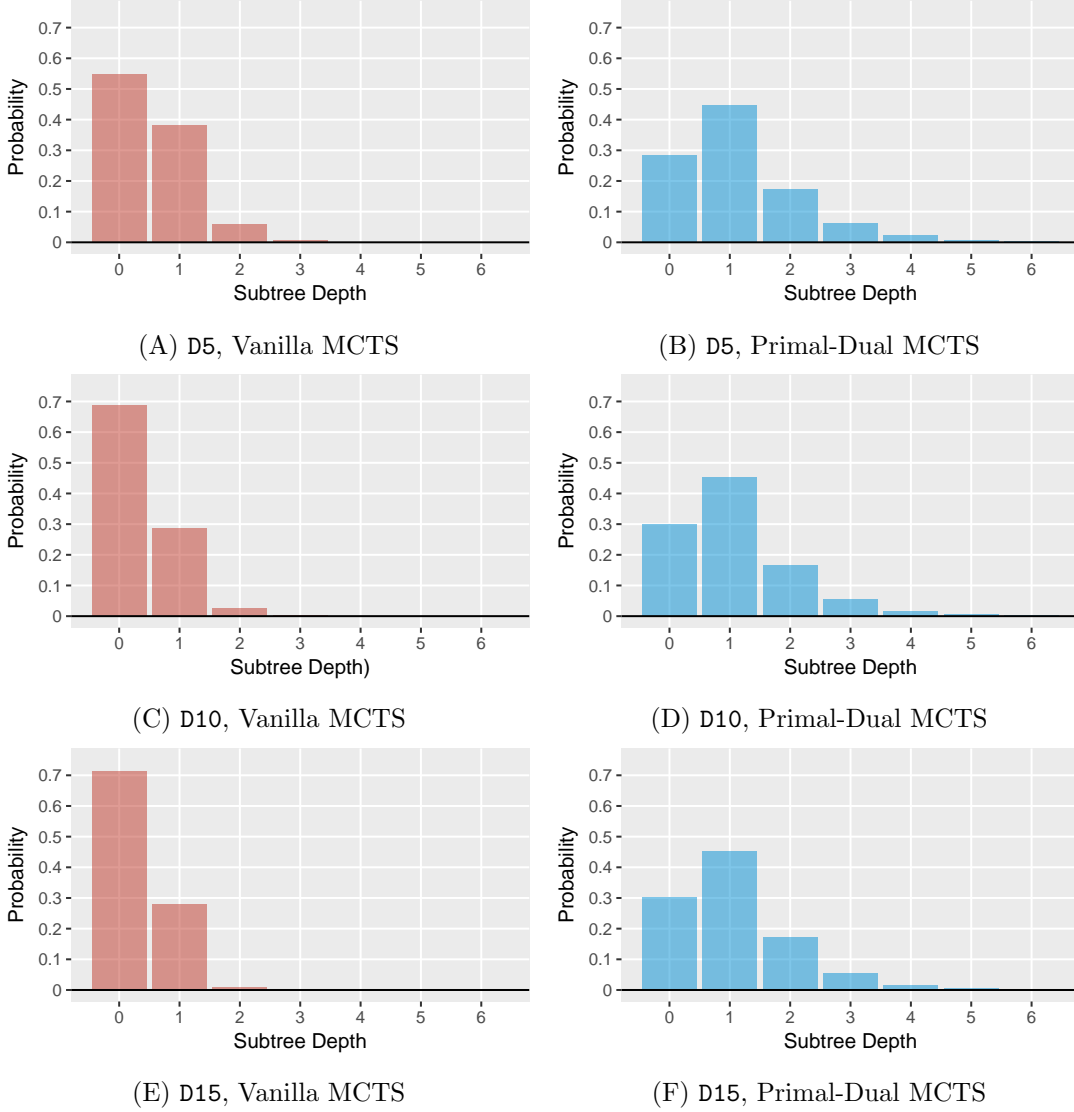 0.7
0.6
0.5
0.4
0.3
0.2
0.1
0
Probability
0 1 2 3 4 5 6
Subtree Depth
(A) D5, Vanilla MCTS
0.7
0.6
0.5
0.4
0.3
0.2
0.1
0
Probability
0 1 2 3 4 5 6
Subtree Depth
(B) D5, Primal-Dual MCTS
0.7
0.6
0.5
0.4
0.3
0.2
0.1
0
Probability
0 1 2 3 4 5 6
Subtree Depth)
(C) D10, Vanilla MCTS
0.7
0.6
0.5
0.4
0.3
0.2
0.1
0
Probability
0 1 2 3 4 5 6
Subtree Depth
(D) D10, Primal-Dual MCTS
0.7
0.6
0.5
0.4
0.3
0.2
0.1
0
Probability
0 1 2 3 4 5 6
Subtree Depth
(E) D15, Vanilla MCTS
0.7
0.6
0.5
0.4
0.3
0.2
0.1
0
Probability
0 1 2 3 4 5 6
Subtree Depth
(F) D15, Primal-Dual MCTS